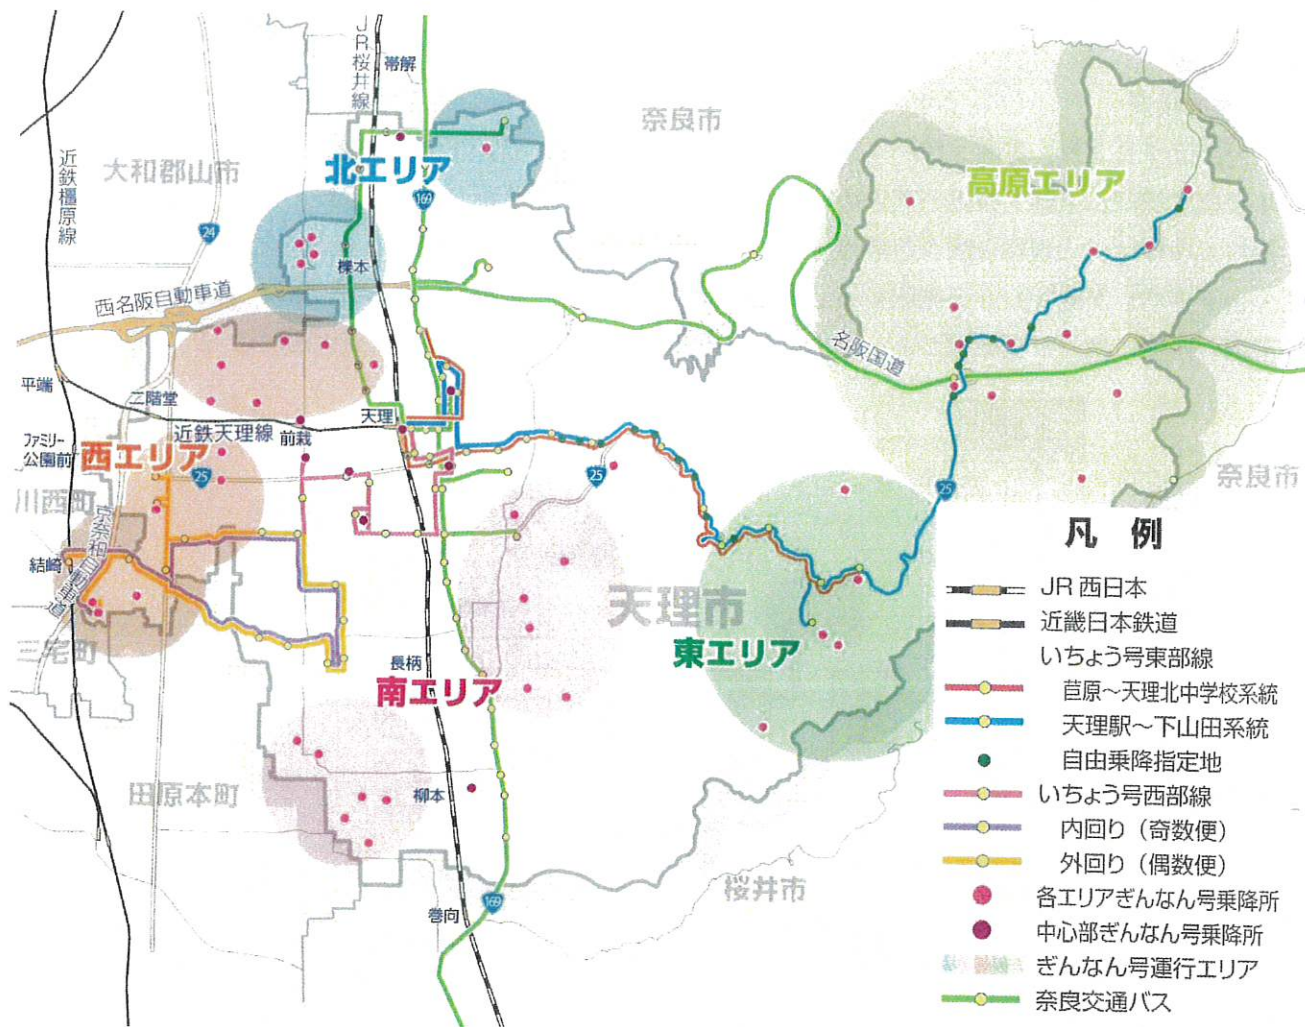 JR桜井線
帯解
奈良市
近鉄橿原線
大和郡山市
北エリア
169
高原エリア
24
櫟本
西名阪自動車道
名阪国道
平端
二階堂
天理
近鉄天理線
前栽
ファミリー
公園前
西エリア
25
25
25
奈良市
川西町
京奈和自動車道
結崎
天理市
三宅町
東エリア
長柄
南エリア
田原本町
柳本
桜井市
巻向
169
凡 例
JR西日本
近畿日本鉄道
いちょう号東部線
苣原~天理北中学校系統
天理駅~下山田系統
自由乗降指定地
いちょう号西部線
内回り（奇数便）
外回り（偶数便）
各エリアぎんなん号乗降所
中心部ぎんなん号乗降所
ぎんなん号運行エリア
奈良交通バス